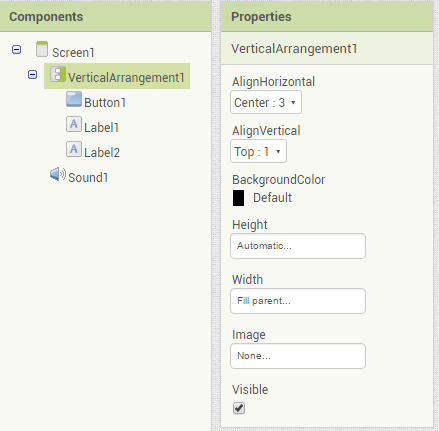 Components
Screen1
VerticalArrangement1
Button1
A Label1
A Label2
Sound1
Properties
VerticalArrangement1
AlignHorizontal
Center : 3
AlignVertical
Top : 1
BackgroundColor
Default
Height
Automatic...
Width
Fill parent...
Image
None...
Visible